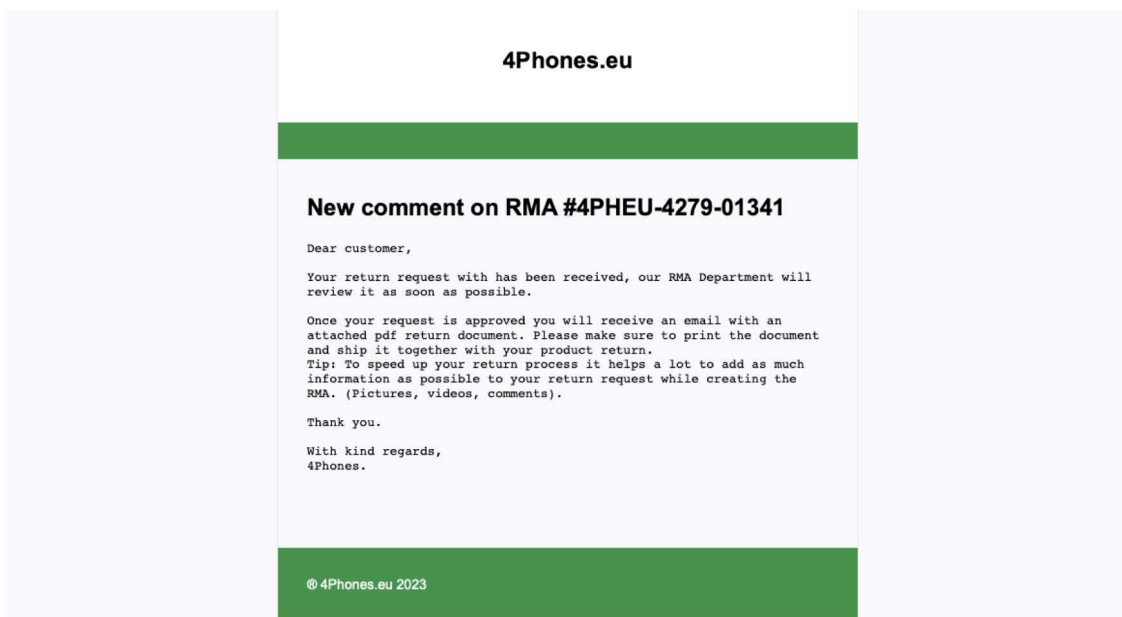 4Phones.eu
New comment on RMA #4PHEU-4279-01341
Dear customer,
Your return request with has been received, our RMA Department will
review it as soon as possible.
Once your request is approved you will receive an email with an
attached pdf return document. Please make sure to print the document
and ship it together with your product return.
Tip: To speed up your return process it helps a lot to add as much
information as possible to your return request while creating the
RMA. (Pictures, videos, comments).
Thank you.
With kind regards,
4Phones.
® 4Phones.eu 2023